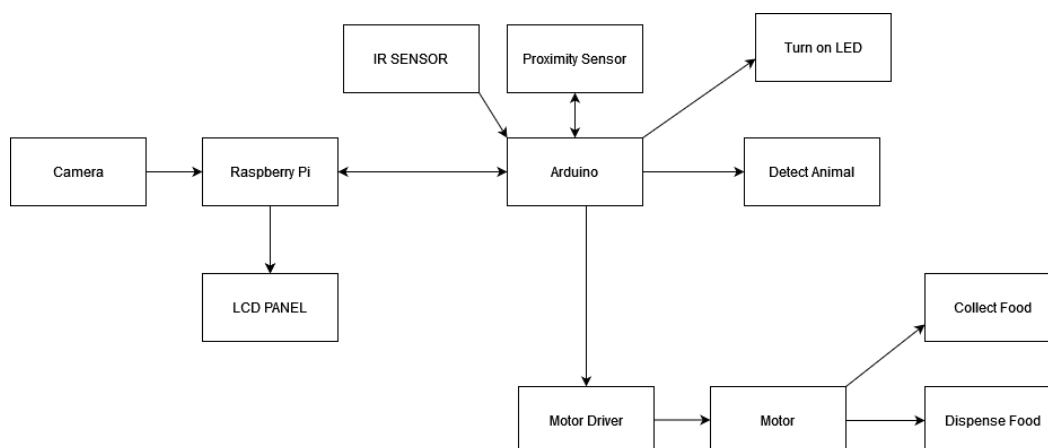 IR SENSOR
Proximity Sensor
Turn on LED
Camera
Raspberry Pi
Arduino
Detect Animal
LCD PANEL
Collect Food
Motor Driver
Motor
Dispense Food